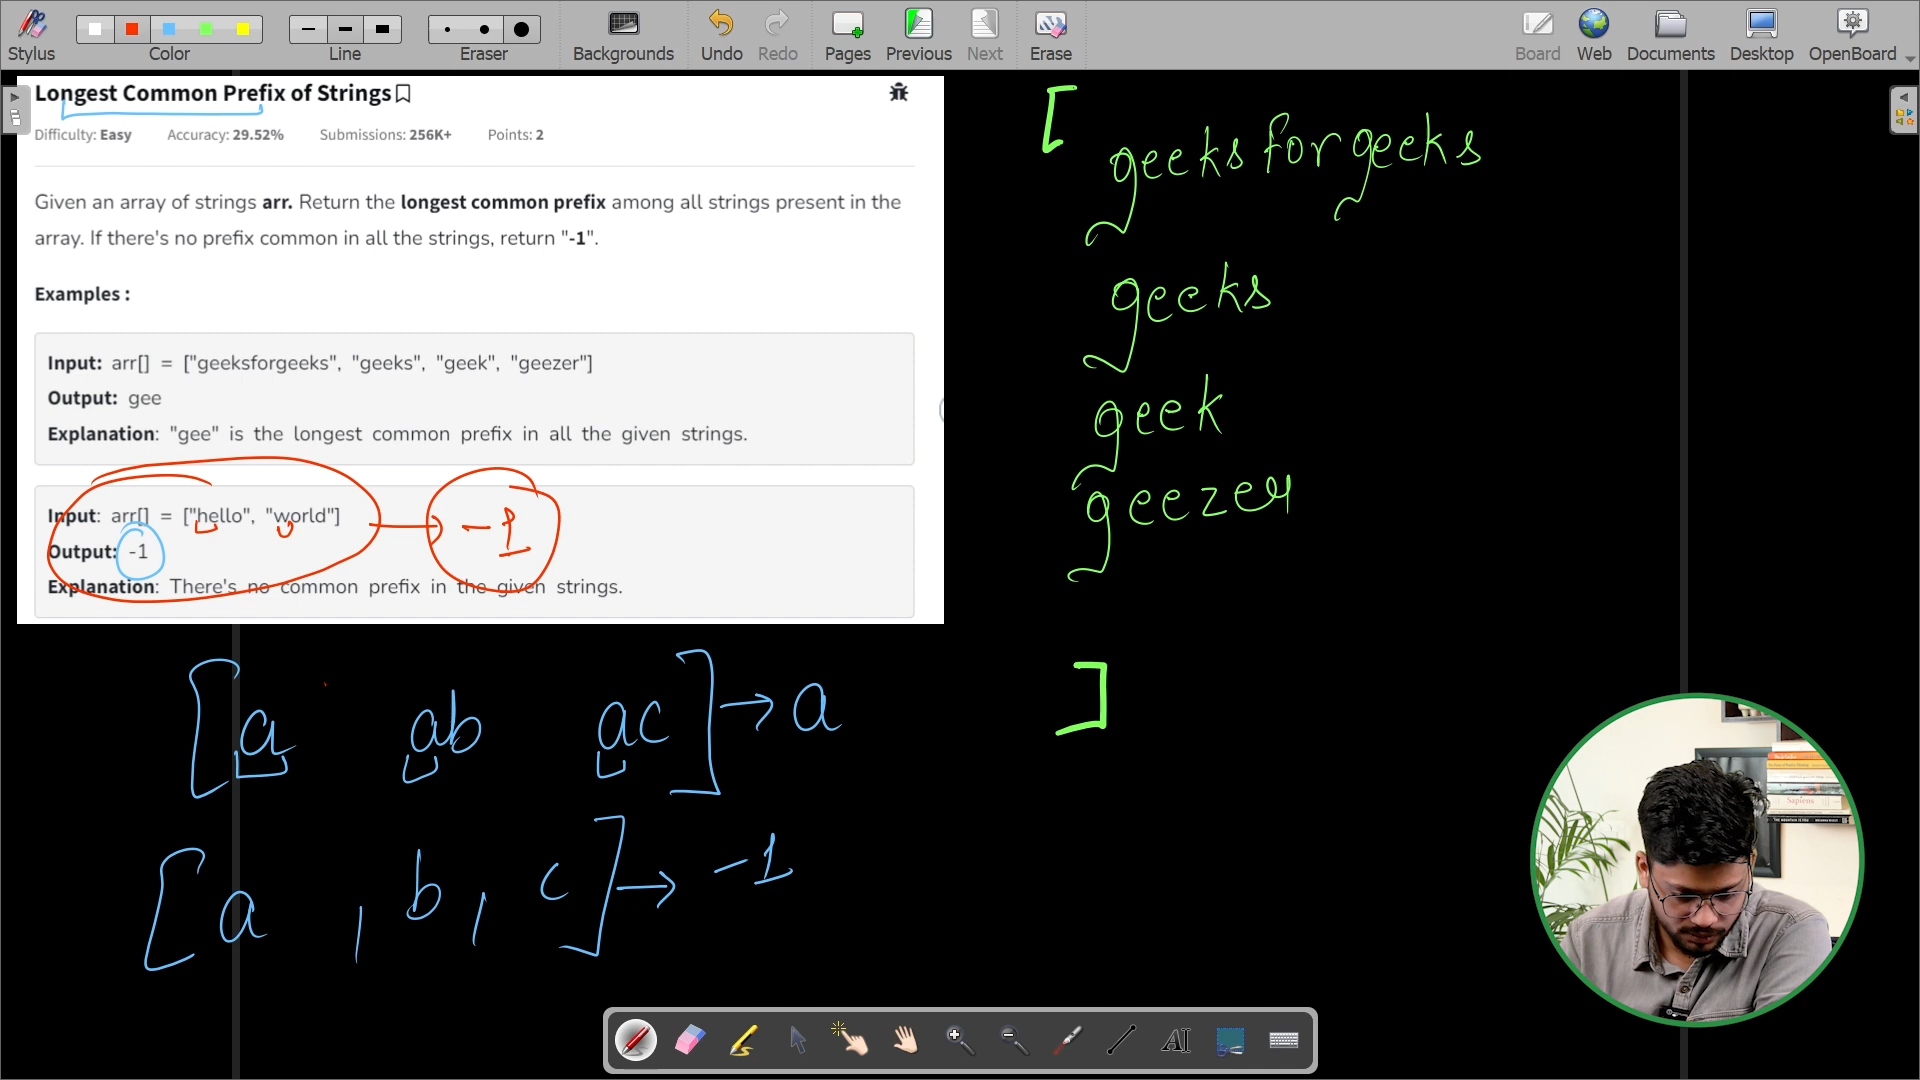 Stylus
Color
Line
Eraser
Backgrounds
Undo
Redo
Pages
Previous
Next
Erase
Board
Web
Documents
Desktop
OpenBoard
Longest Common Prefix of Strings
Difficulty: Easy Accuracy: 29.52% Submissions: 256K+ Points: 2
Given an array of strings arr. Return the longest common prefix among all strings present in the
array. If there's no prefix common in all the strings, return "-1".
Examples :
Input: arr[] = ["geeksforgeeks", "geeks", "geek", "geezer"]
Output: gee
Explanation: "gee" is the longest common prefix in all the given strings.
Input: arr[] = ["hello", "world"]
Output: -1
Explanation: There's no common prefix in the given strings.
-1
[a ab ac] → a
[a , b , c] → -1
[
geeksforgeeks
geeks
geek
geezer
]
Sapiens
AI